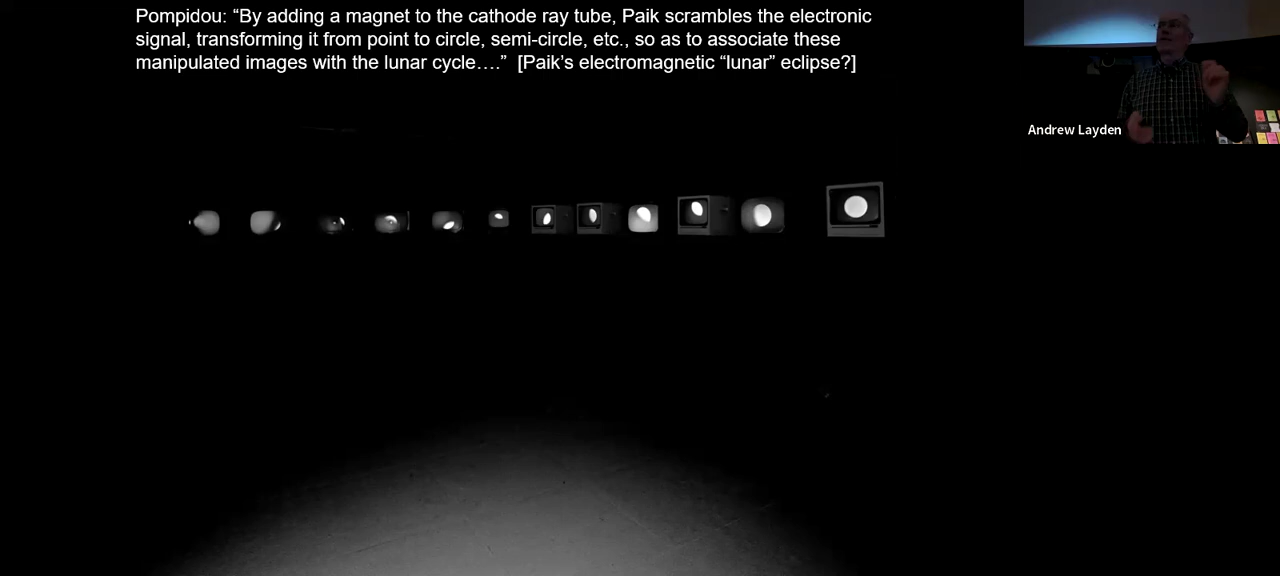 Pompidou: “By adding a magnet to the cathode ray tube, Paik scrambles the electronic
signal, transforming it from point to circle, semi-circle, etc., so as to associate these
manipulated images with the lunar cycle….”  [Paik’s electromagnetic “lunar” eclipse?]
Andrew Layden